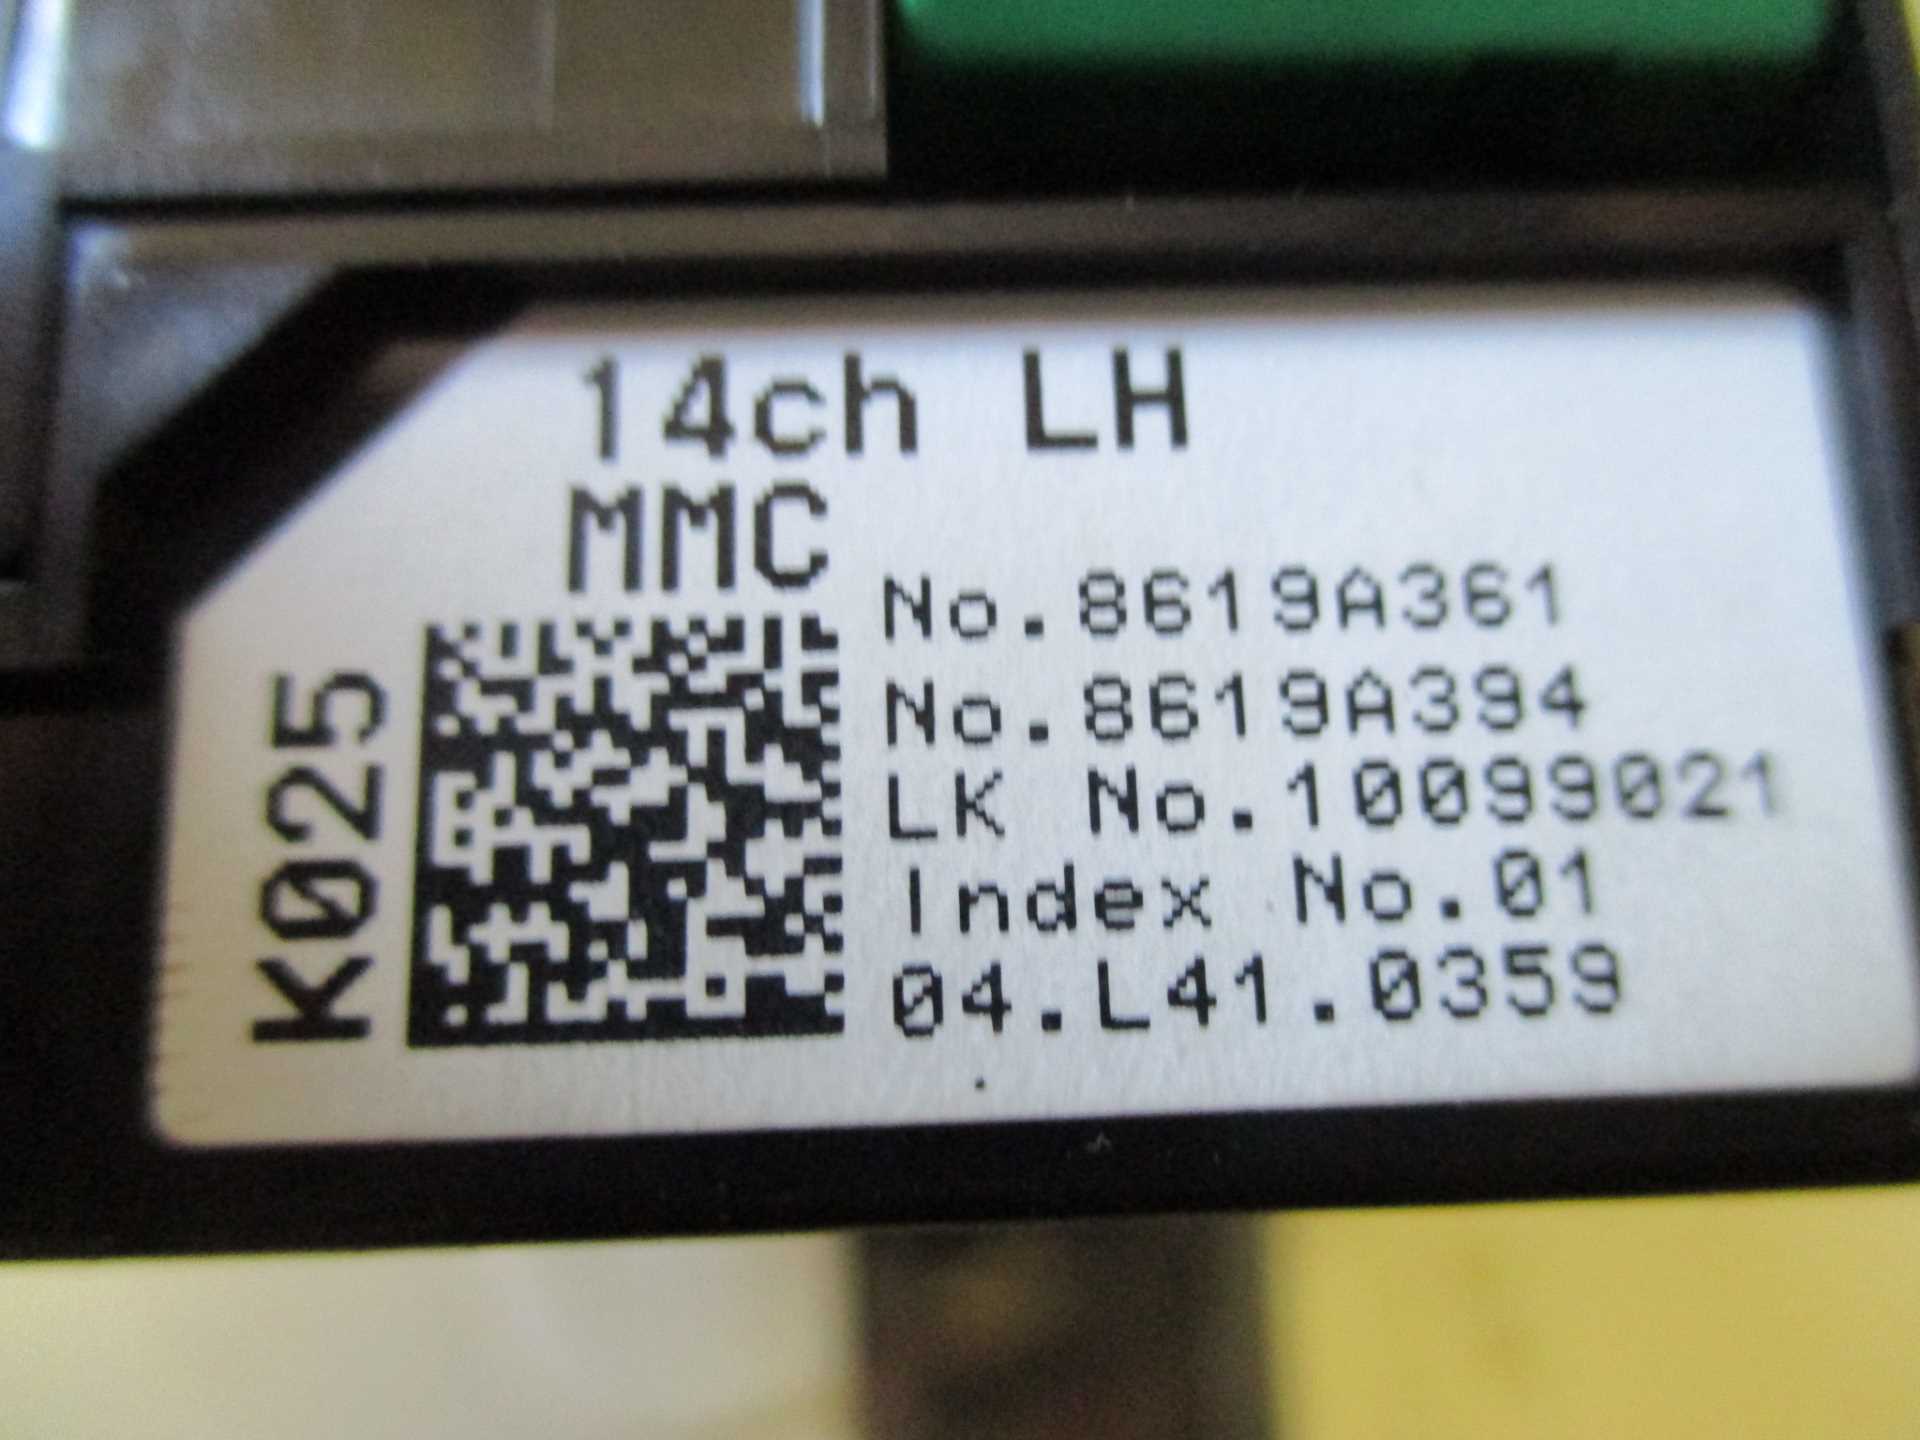 14ch LH
MMC
K025
No.8619A361
No.8619A394
LK No.10099021
Index No.01
04.L41.0359